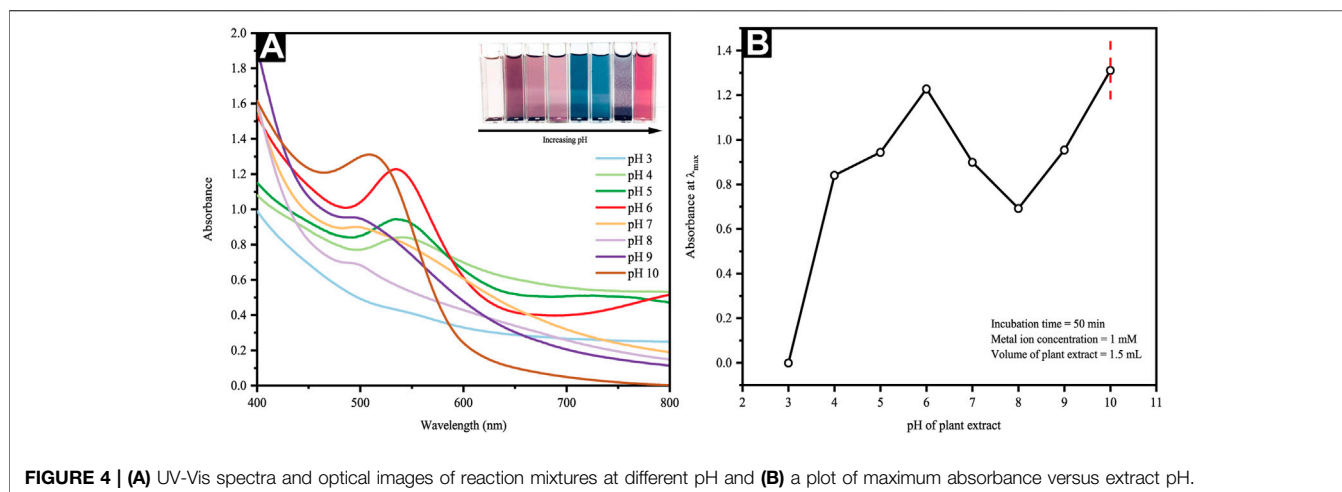 A
2.0
1.8
1.6
1.4
1.2
1.0
0.8
0.6
0.4
0.2
0.0
Absorbance
400
500
600
700
800
Wavelength (nm)
Increasing pH
pH 3
pH 4
pH 5
pH 6
pH 7
pH 8
pH 9
pH 10
B
1.4
1.2
1.0
0.8
0.6
0.4
0.2
0.0
Absorbance at λmax
2
3
4
5
6
7
8
9
10
11
pH of plant extract
Incubation time = 50 min
Metal ion concentration = 1 mM
Volume of plant extract = 1.5 mL
FIGURE 4 | (A) UV-Vis spectra and optical images of reaction mixtures at different pH and (B) a plot of maximum absorbance versus extract pH.